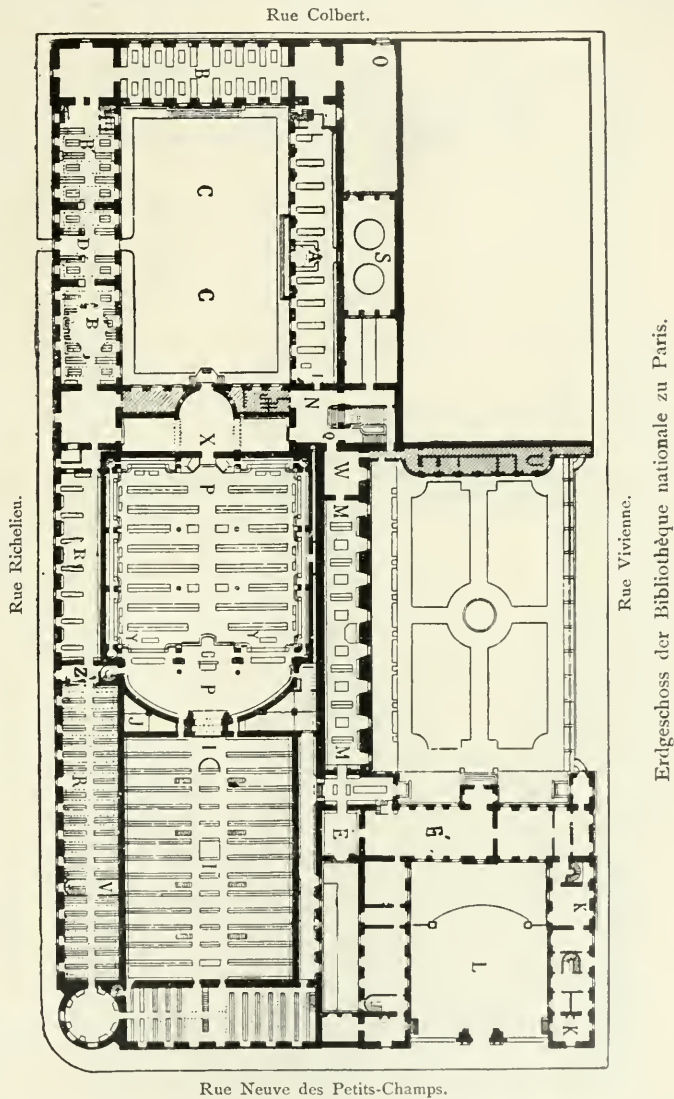 Rue Colbert.
B
O
H
B'
C
S
D
A
C
B
N
X
Q
P
W
U
M
R
Y
Y
G
P
Z
J
M
I
R
É
É'
V
I
K
L
K
Rue Richelieu.
Rue Vivienne.
Erdgeschoss der Bibliothèque nationale zu Paris.
Rue Neuve des Petits-Champs.